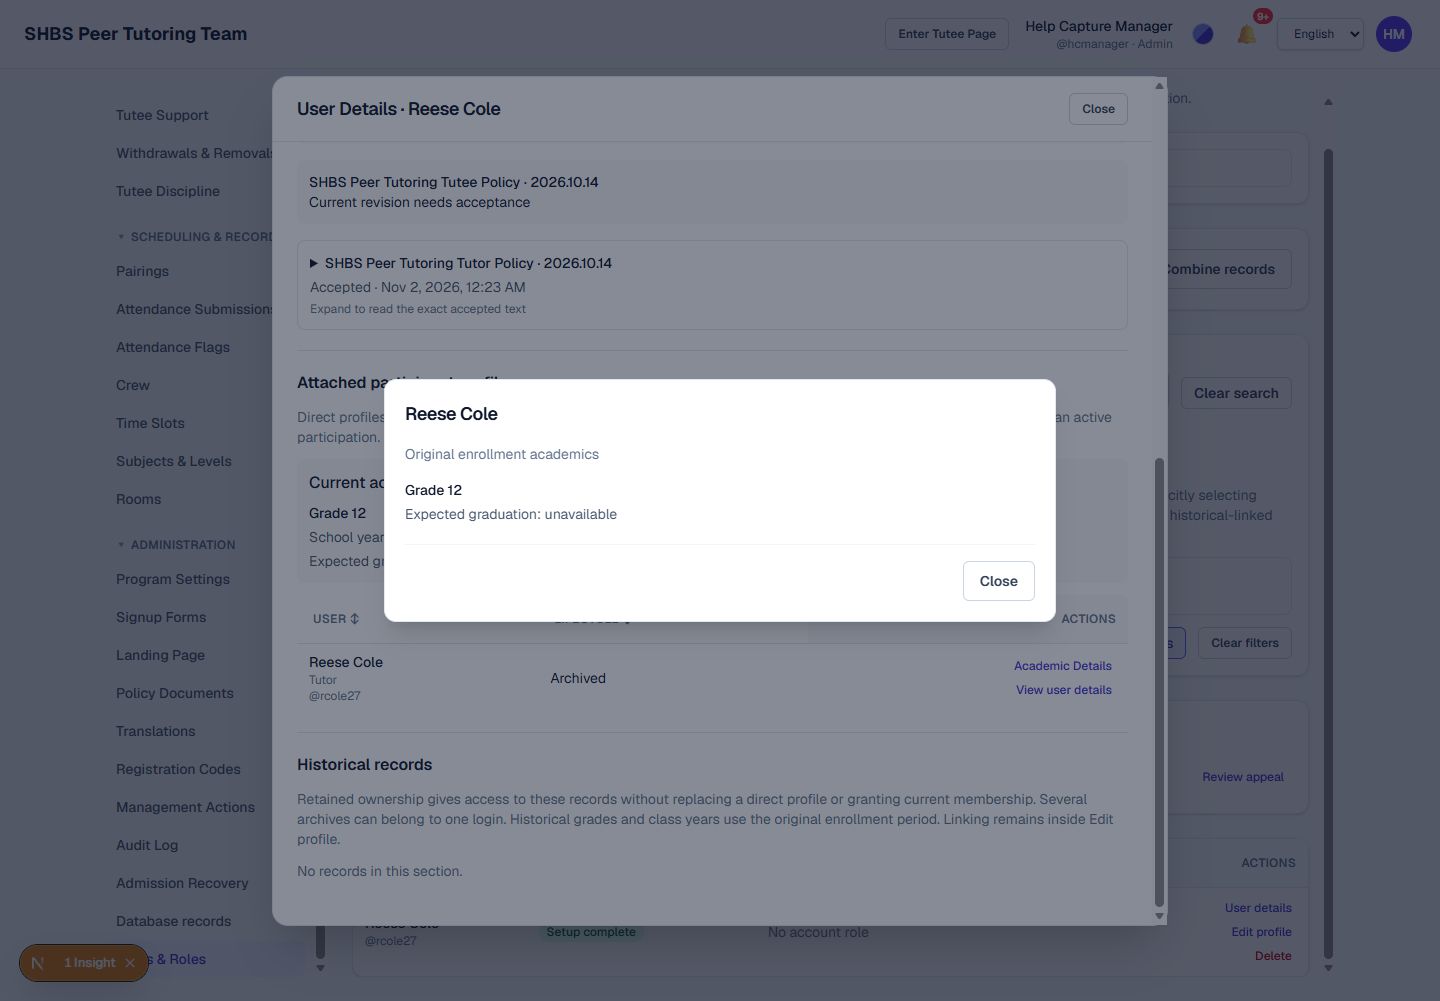 SHBS Peer Tutoring Team
Enter Tutee Page
Help Capture Manager
@hcmanager · Admin
9+
English
HM
Tutee Support
Withdrawals & Removals
Tutee Discipline
SCHEDULING & RECORD
Pairings
Attendance Submissions
Attendance Flags
Crew
Time Slots
Subjects & Levels
Rooms
ADMINISTRATION
Program Settings
Signup Forms
Landing Page
Policy Documents
Translations
Registration Codes
Management Actions
Audit Log
Admission Recovery
Database records
& Roles
1 Insight
User Details · Reese Cole
Close
SHBS Peer Tutoring Tutee Policy · 2026.10.14
Current revision needs acceptance
SHBS Peer Tutoring Tutor Policy · 2026.10.14
Accepted · Nov 2, 2026, 12:23 AM
Expand to read the exact accepted text
Attached
Direct profiles
an active
participation.
Current
Grade 12
School year
Expected
Reese Cole
Original enrollment academics
Grade 12
Expected graduation: unavailable
Close
USER
ACTIONS
Reese Cole
Tutor
@rcole27
Archived
Academic Details
View user details
Historical records
Retained ownership gives access to these records without replacing a direct profile or granting current membership. Several
archives can belong to one login. Historical grades and class years use the original enrollment period. Linking remains inside Edit
profile.
No records in this section.
Combine records
Clear search
selecting
historical-linked
Clear filters
Review appeal
ACTIONS
@rcole27
Setup complete
No account role
User details
Edit profile
Delete